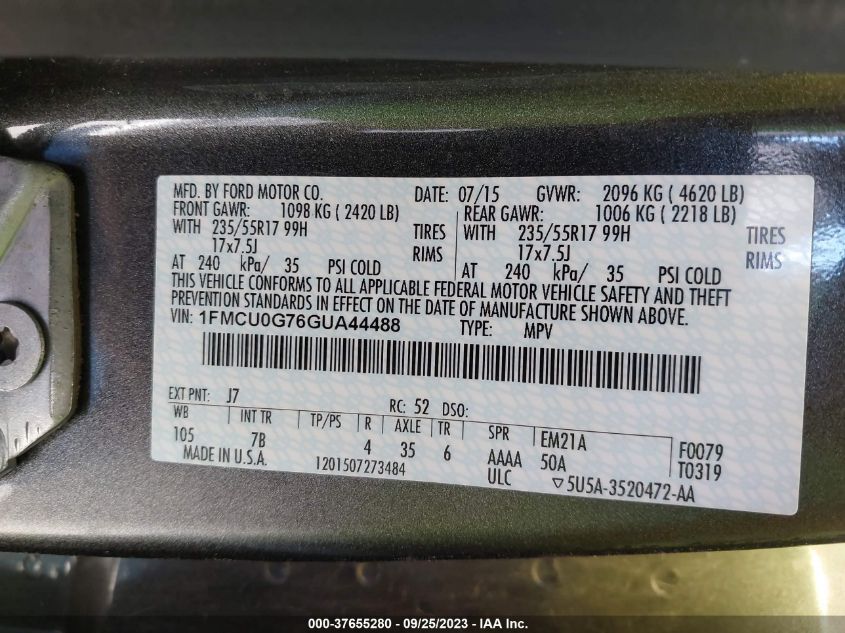 MFD. BY FORD MOTOR CO. DATE: 07/15 GVWR: 2096 KG ( 4620 LB)
FRONT GAWR: 1098 KG ( 2420 LB) REAR GAWR: 1006 KG ( 2218 LB)
WITH 235/55R17 99H TIRES WITH 235/55R17 99H TIRES
17x7.5J RIMS 17x7.5J RIMS
AT 240 kPa/ 35 PSI COLD AT 240 kPa/ 35 PSI COLD
THIS VEHICLE CONFORMS TO ALL APPLICABLE FEDERAL MOTOR VEHICLE SAFETY AND THEFT
PREVENTION STANDARDS IN EFFECT ON THE DATE OF MANUFACTURE SHOWN ABOVE.
VIN: 1FMCU0G76GUA44488 TYPE: MPV
EXT PNT: J7 RC: 52 DSO:
WB INT TR TP/PS R AXLE TR SPR EM21A F0079
105 7B 4 35 6 AAAA 50A T0319
MADE IN U.S.A. 1201507273484 ULC ▽5U5A-3520472-AA
000-37655280 - 09/25/2023 - IAA Inc.